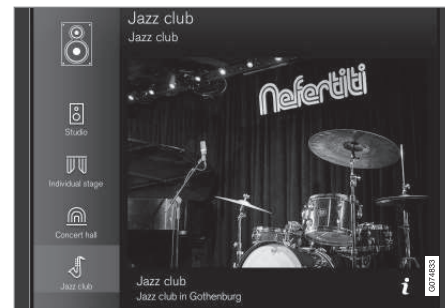 Jazz club
Jazz club
Nefertiti
Studio
Individual stage
Concert hall
Jazz club
Jazz club
Jazz club in Gothenburg
i
G074833